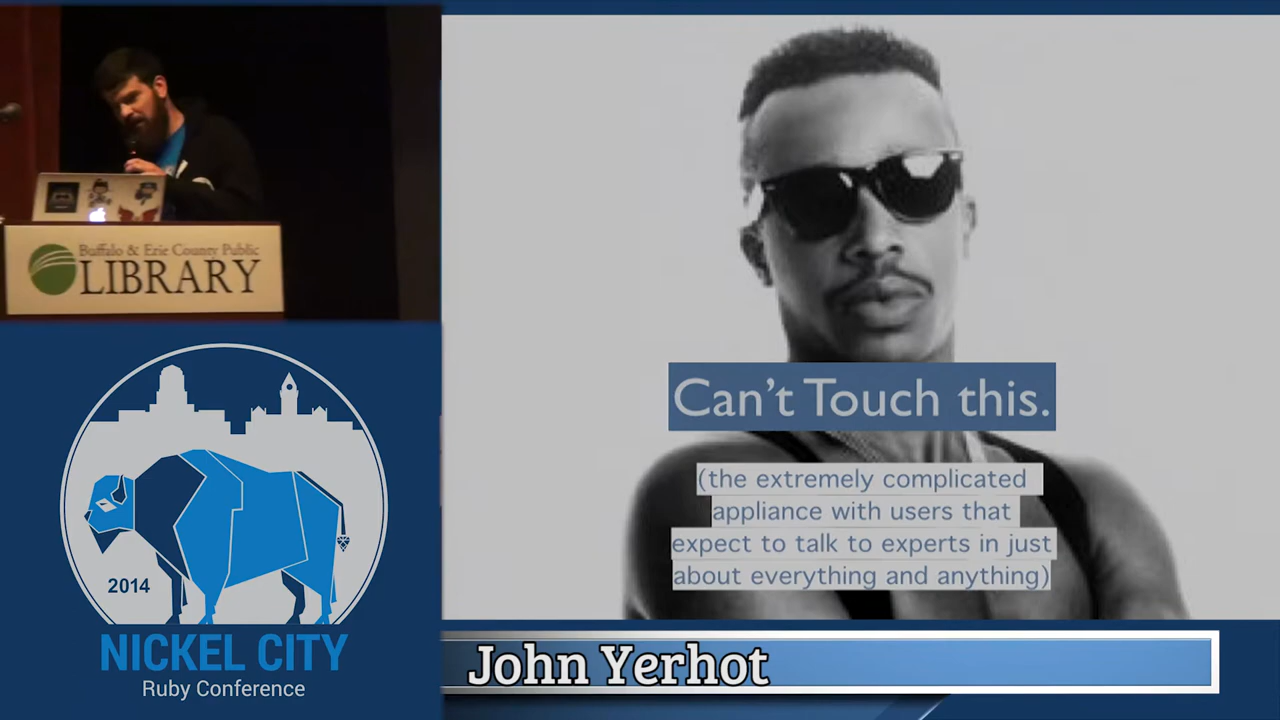 Buffalo & Erie County Public
LIBRARY
Can't Touch this.
(the extremely complicated
appliance with users that
expect to talk to experts in just
about everything and anything)
2014
NICKEL CITY
Ruby Conference
John Yerhot